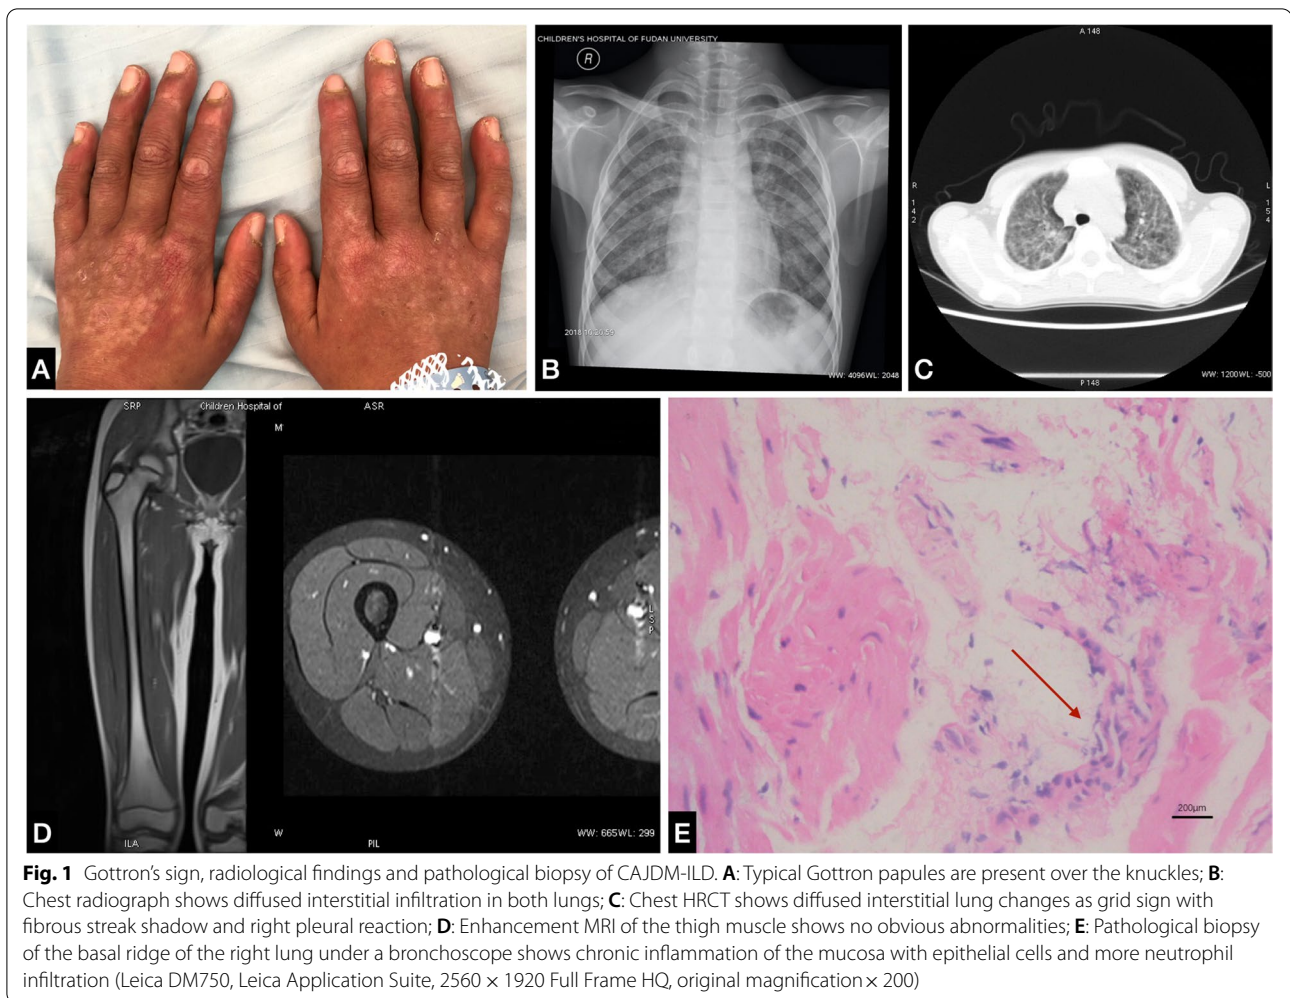 CHILDREN'S HOSPITAL OF FUDAN UNIVERSITY
R
A 148
R
142
L
154
2018
A
B
WW: 4096WL: 2048
C
WW: 1200WL: -500
P 148
SRP
Children Hospital of
ASR
M
L
S
P
D
ILA
W
PIL
WW: 665WL: 299
E
200µm
Fig. 1 Gottron's sign, radiological findings and pathological biopsy of CAJDM-ILD. A: Typical Gottron papules are present over the knuckles; B:
Chest radiograph shows diffused interstitial infiltration in both lungs; C: Chest HRCT shows diffused interstitial lung changes as grid sign with
fibrous streak shadow and right pleural reaction; D: Enhancement MRI of the thigh muscle shows no obvious abnormalities; E: Pathological biopsy
of the basal ridge of the right lung under a bronchoscope shows chronic inflammation of the mucosa with epithelial cells and more neutrophil
infiltration (Leica DM750, Leica Application Suite, 2560 × 1920 Full Frame HQ, original magnification × 200)